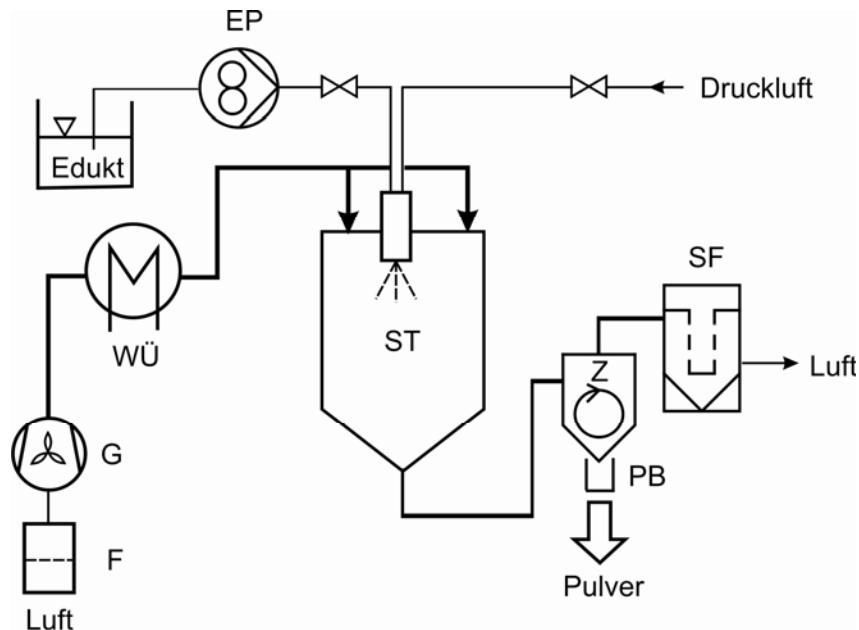 EP
Druckluft
Edukt
SF
WÜ
ST
Z
Luft
G
PB
F
Pulver
Luft